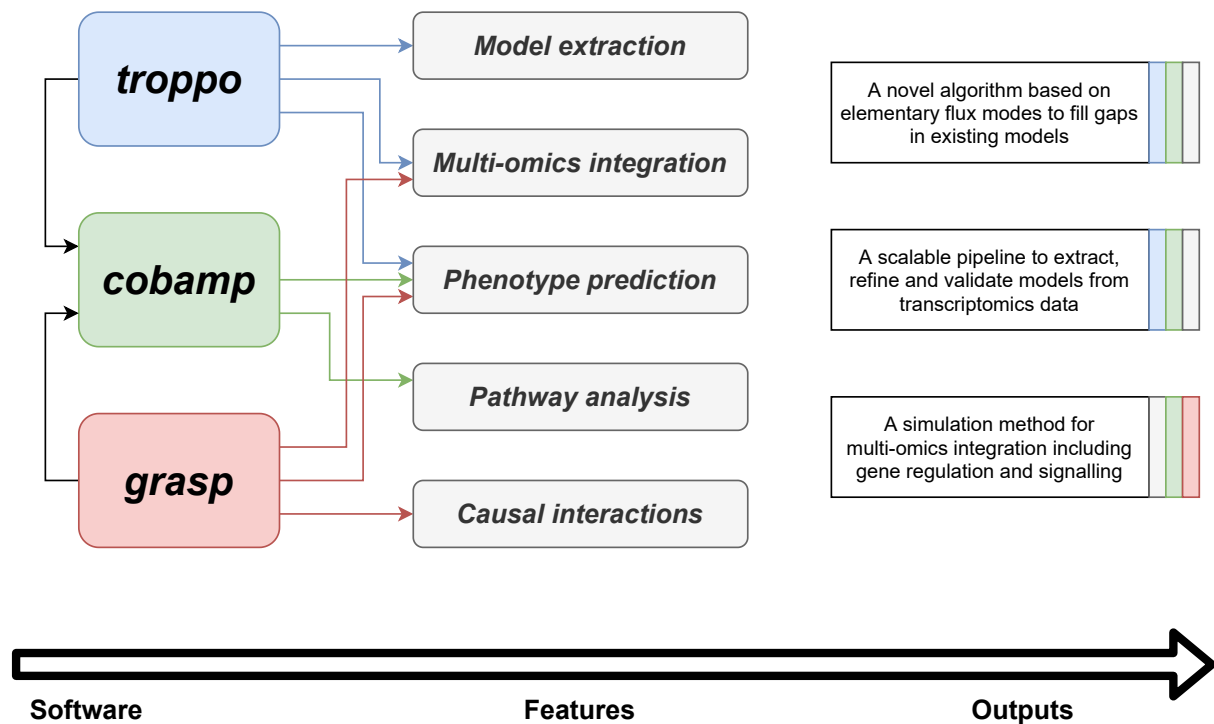 troppo
cobamp
grasp
Model extraction
Multi-omics integration
Phenotype prediction
Pathway analysis
Causal interactions
A novel algorithm based on
elementary flux modes to fill gaps
in existing models
A scalable pipeline to extract,
refine and validate models from
transcriptomics data
A simulation method for
multi-omics integration including
gene regulation and signalling
Software
Features
Outputs